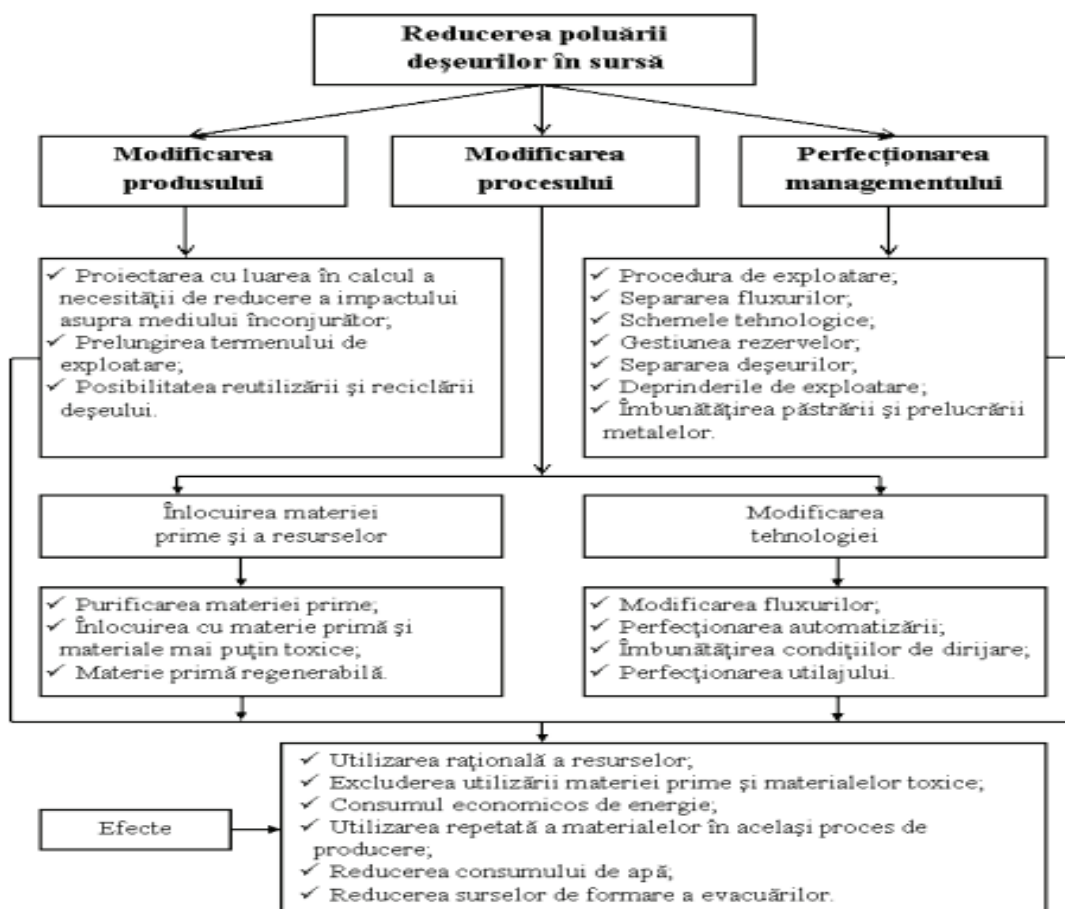 Reducerea poluării
deşeurilor în sursă
Modificarea
produsului
Modificarea
procesului
Perfecţionarea
managementului
✓ Proiectarea cu luarea în calcul a
necesităţii de reducere a impactului
asupra mediului înconjurător;
✓ Prelungirea termenului de
exploatare;
✓ Posibilitatea reutilizării şi reciclării
deşeului.
✓ Procedura de exploatare;
✓ Separarea fluxurilor;
✓ Schemele tehnologice;
✓ Gestiunea rezervelor;
✓ Separarea deşeurilor;
✓ Deprinderile de exploatare;
✓ Îmbunătăţirea păstrării şi prelucrării
metalelor.
Înlocuirea materiei
prime şi a resurselor
Modificarea
tehnologiei
✓ Purificarea materiei prime;
✓ Înlocuirea cu materie primă şi
materiale mai puţin toxice;
✓ Materie primă regenerabilă.
✓ Modificarea fluxurilor;
✓ Perfecţionarea automatizării;
✓ Îmbunătăţirea condiţiilor de dirijare;
✓ Perfecţionarea utilajului.
Efecte
✓ Utilizarea raţională a resurselor;
✓ Excluderea utilizării materiei prime şi materialelor toxice;
✓ Consumul economicos de energie;
✓ Utilizarea repetată a materialelor în acelaşi proces de
producere;
✓ Reducerea consumului de apă;
✓ Reducerea surselor de formare a evacuărilor.